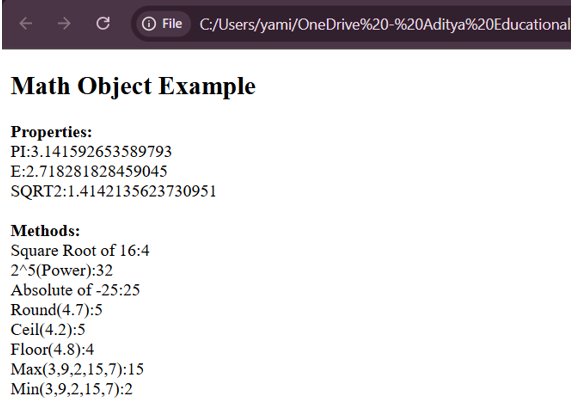 File C:/Users/yami/OneDrive%20-%20Aditya%20Educational
Math Object Example
Properties:
PI:3.141592653589793
E:2.718281828459045
SQRT2:1.4142135623730951
Methods:
Square Root of 16:4
2^5(Power):32
Absolute of -25:25
Round(4.7):5
Ceil(4.2):5
Floor(4.8):4
Max(3,9,2,15,7):15
Min(3,9,2,15,7):2